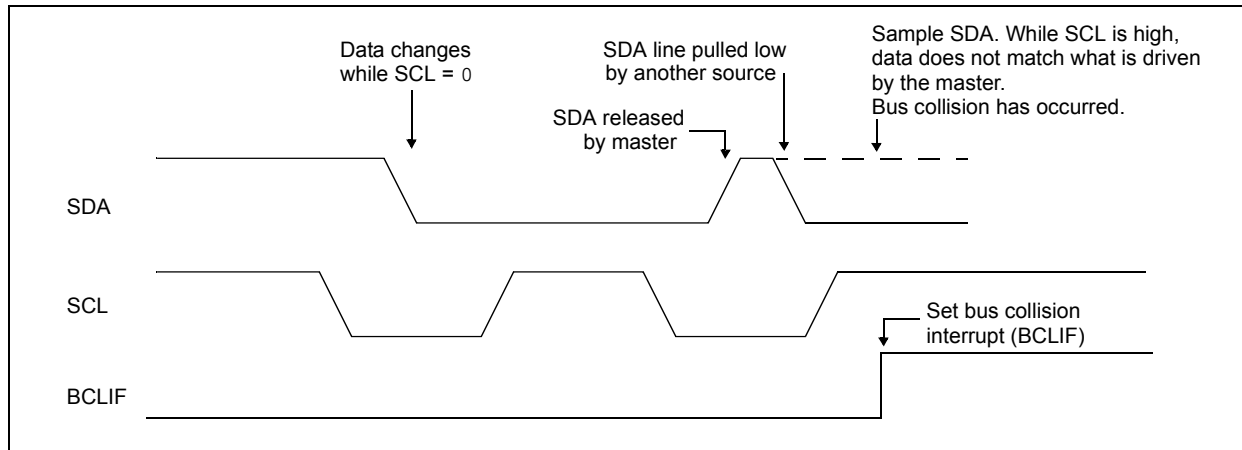 Data changes
while SCL = 0
SDA line pulled low
by another source
Sample SDA. While SCL is high,
data does not match what is driven
by the master.
Bus collision has occurred.
SDA released
by master
SDA
SCL
Set bus collision
interrupt (BCLIF)
BCLIF